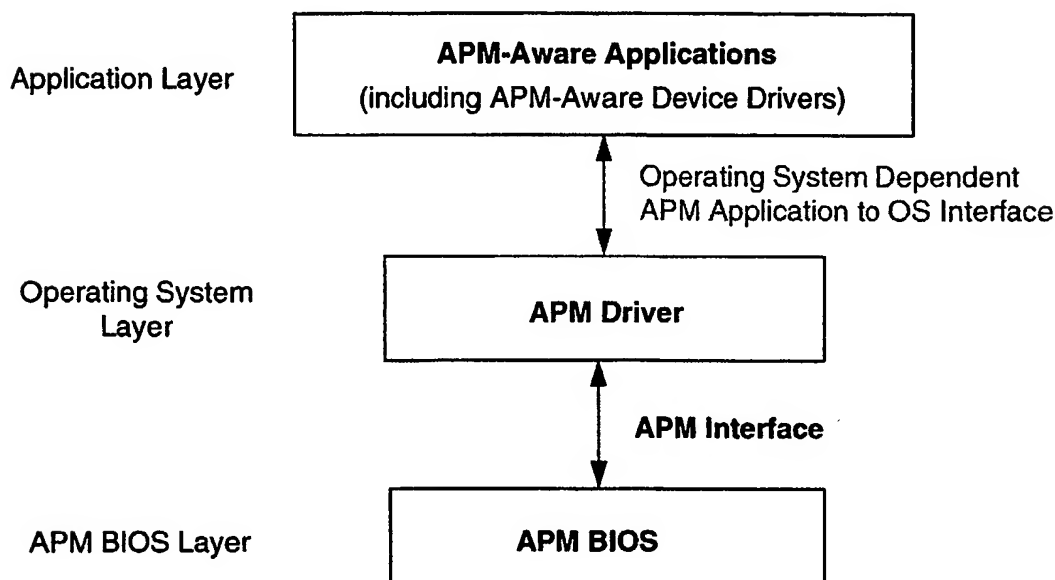 APM-Aware Applications
Application Layer
(including APM-Aware Device Drivers)
Operating System Dependent
APM Application to OS Interface
Operating System
Layer
APM Driver
APM Interface
APM BIOS Layer
APM BIOS